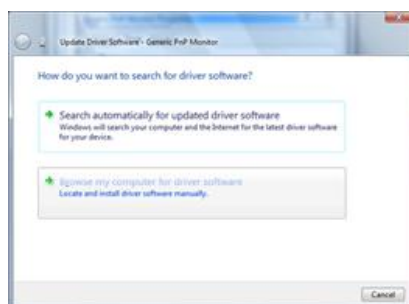 Update Driver Software - Generic PnP Monitor
How do you want to search for driver software?
Search automatically for updated driver software
Windows will search your computer and the Internet for the latest driver software
for your device.
Browse my computer for driver software
Locate and install driver software manually.
Cancel